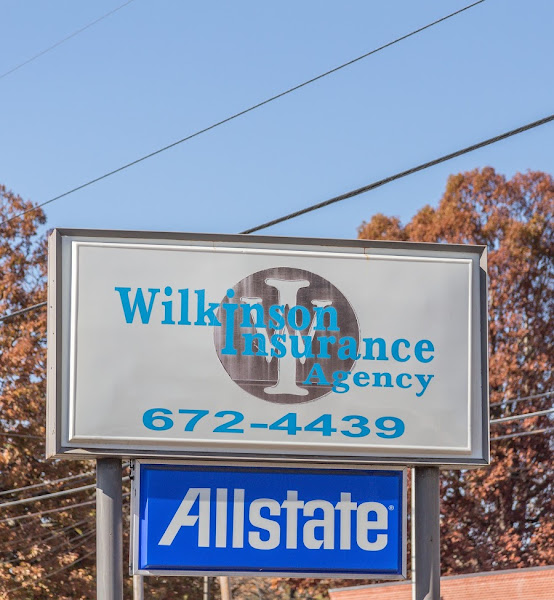 Wilkinson
Insurance
Agency
672-4439
Allstate®